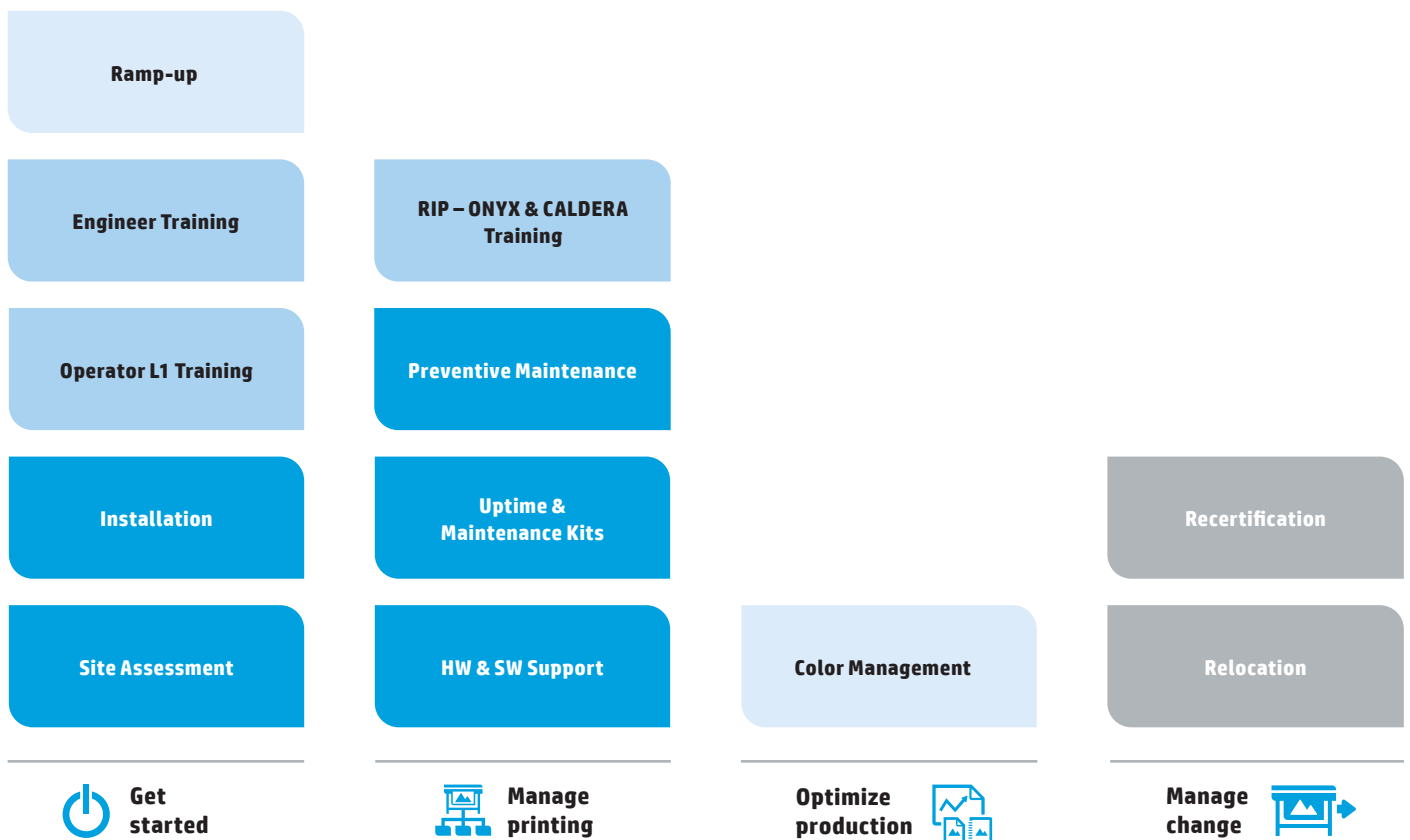 Ramp-up
Engineer Training
RIP – ONYX & CALDERA
Training
Operator L1 Training
Preventive Maintenance
Installation
Uptime &
Maintenance Kits
Recertification
Site Assessment
HW & SW Support
Color Management
Relocation
Get
started
Manage
printing
Optimize
production
Manage
change